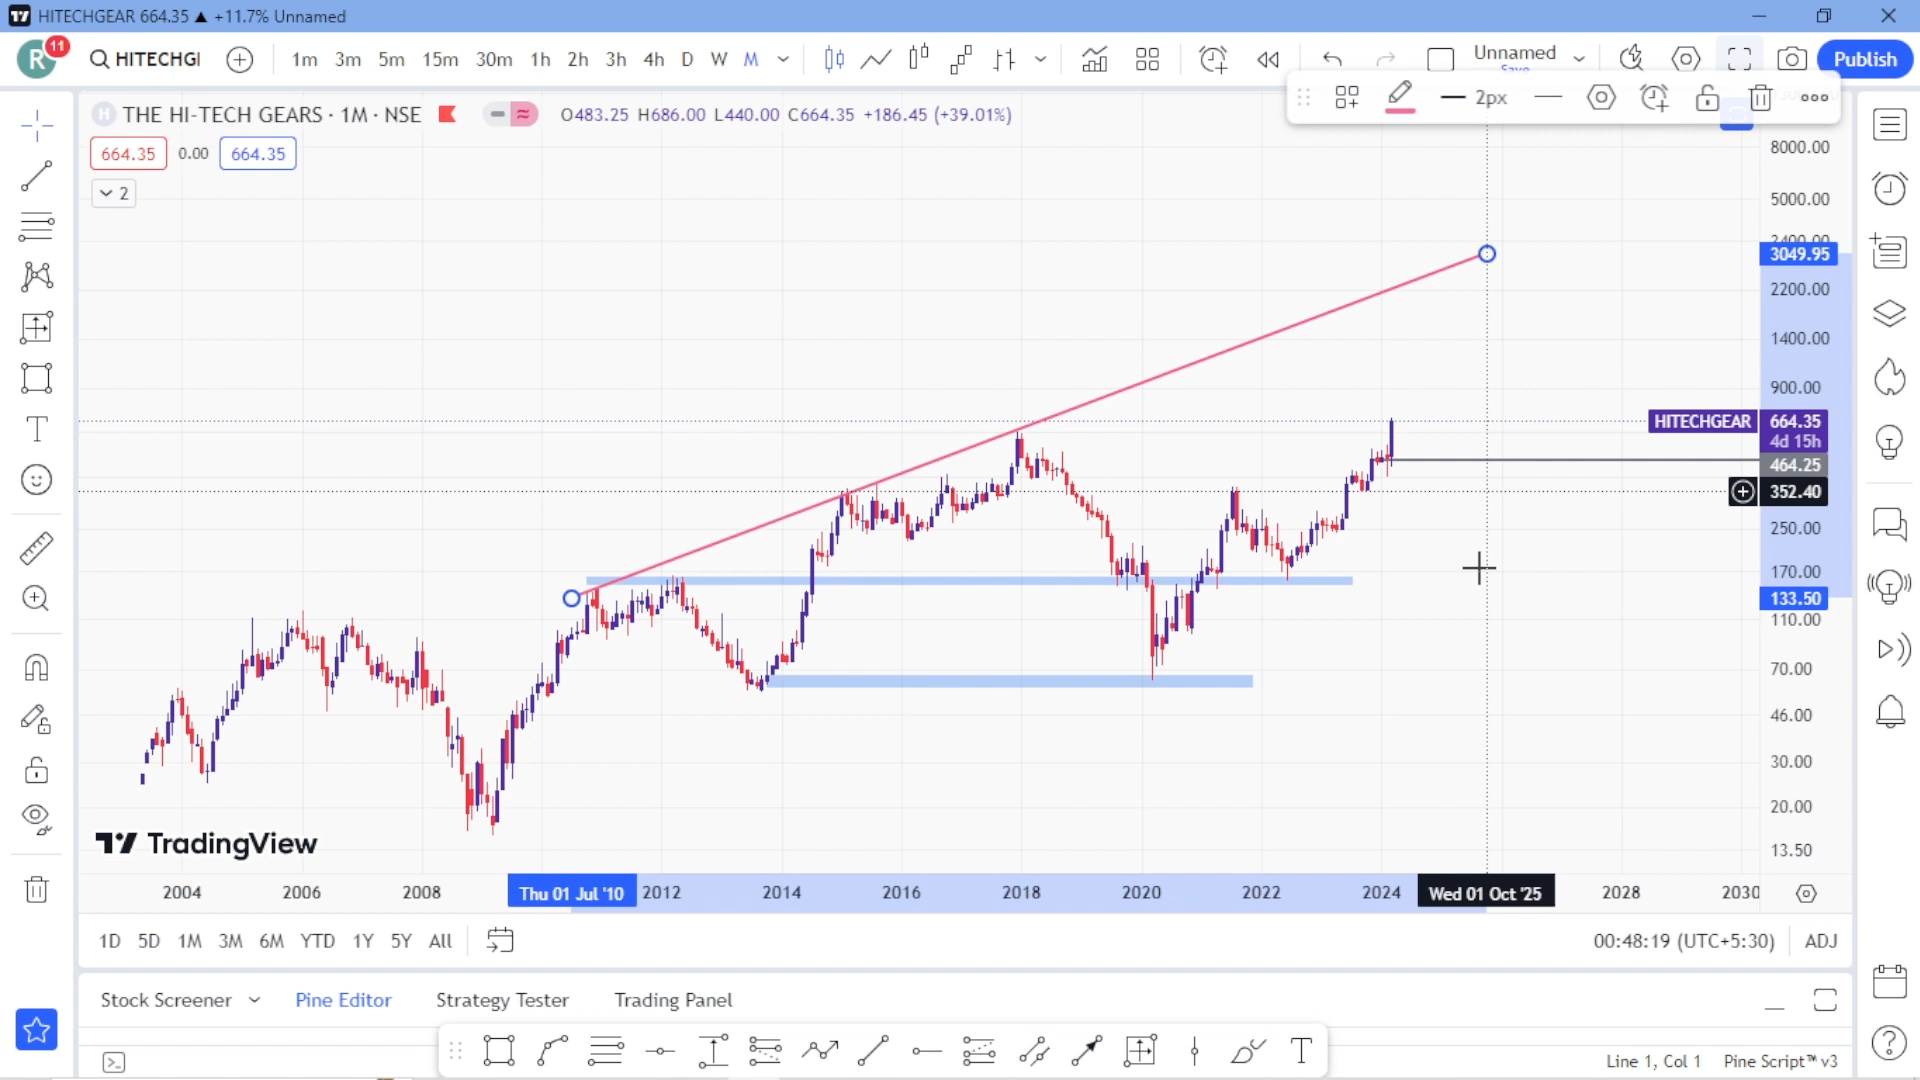 HITECHGEAR 664.35 ▲ +11.7% Unnamed
R 11 HITECHGI 1m 3m 5m 15m 30m 1h 2h 3h 4h D W M Unnamed Publish
Save
2px
H THE HI-TECH GEARS · 1M · NSE O483.25 H686.00 L440.00 C664.35 +186.45 (+39.01%)
664.35 0.00 664.35
2
8000.00
5000.00
3400.00
3049.95
2200.00
1400.00
900.00
HITECHGEAR 664.35
4d 15h
464.25
352.40
250.00
170.00
133.50
110.00
70.00
46.00
30.00
20.00
13.50
TradingView
2004 2006 2008 Thu 01 Jul '10 2012 2014 2016 2018 2020 2022 2024 Wed 01 Oct '25 2028 2030
1D 5D 1M 3M 6M YTD 1Y 5Y All 00:48:19 (UTC+5:30) ADJ
Stock Screener Pine Editor Strategy Tester Trading Panel
Line 1, Col 1 Pine Script™ v3